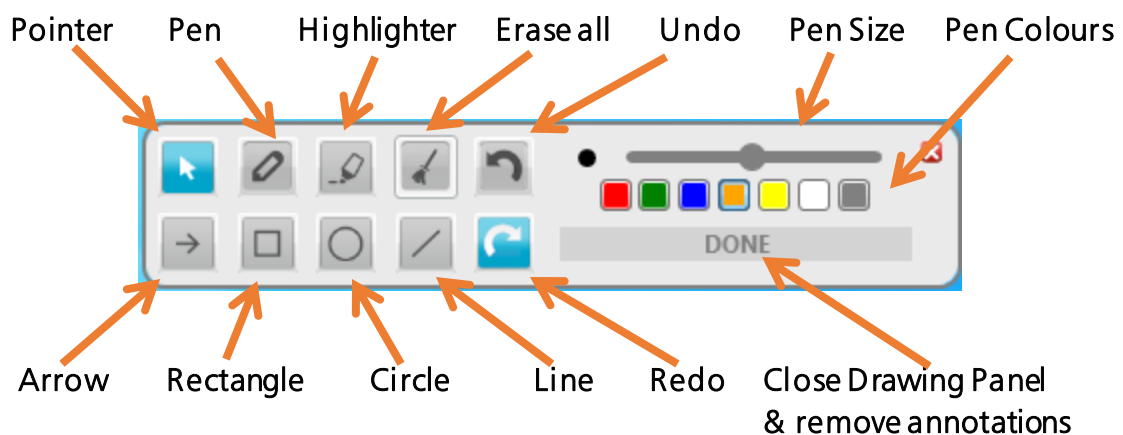 Pointer Pen Highlighter Erase all Undo Pen Size Pen Colours
DONE
Arrow Rectangle Circle Line Redo Close Drawing Panel
& remove annotations